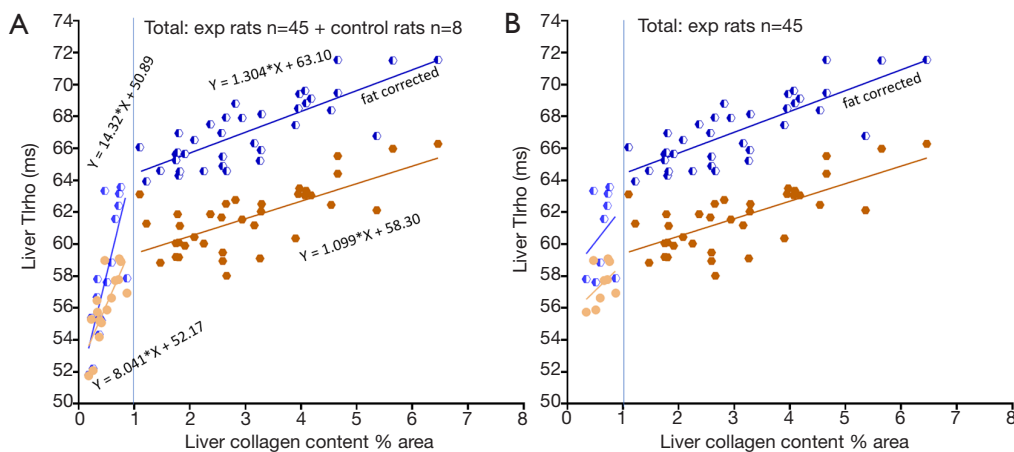 A
Total: exp rats n=45 + control rats n=8
74
72
70
68
66
64
62
60
58
56
54
52
50
Liver TIrho (ms)
Y = 14.32*X + 50.89
Y = 1.304*X + 63.10
fat corrected
Y = 1.099*X + 58.30
Y = 8.041*X + 52.17
0 1 2 3 4 5 6 7 8
Liver collagen content % area
B
Total: exp rats n=45
74
72
70
68
66
64
62
60
58
56
54
52
50
Liver TIrho (ms)
fat corrected
0 1 2 3 4 5 6 7 8
Liver collagen content % area